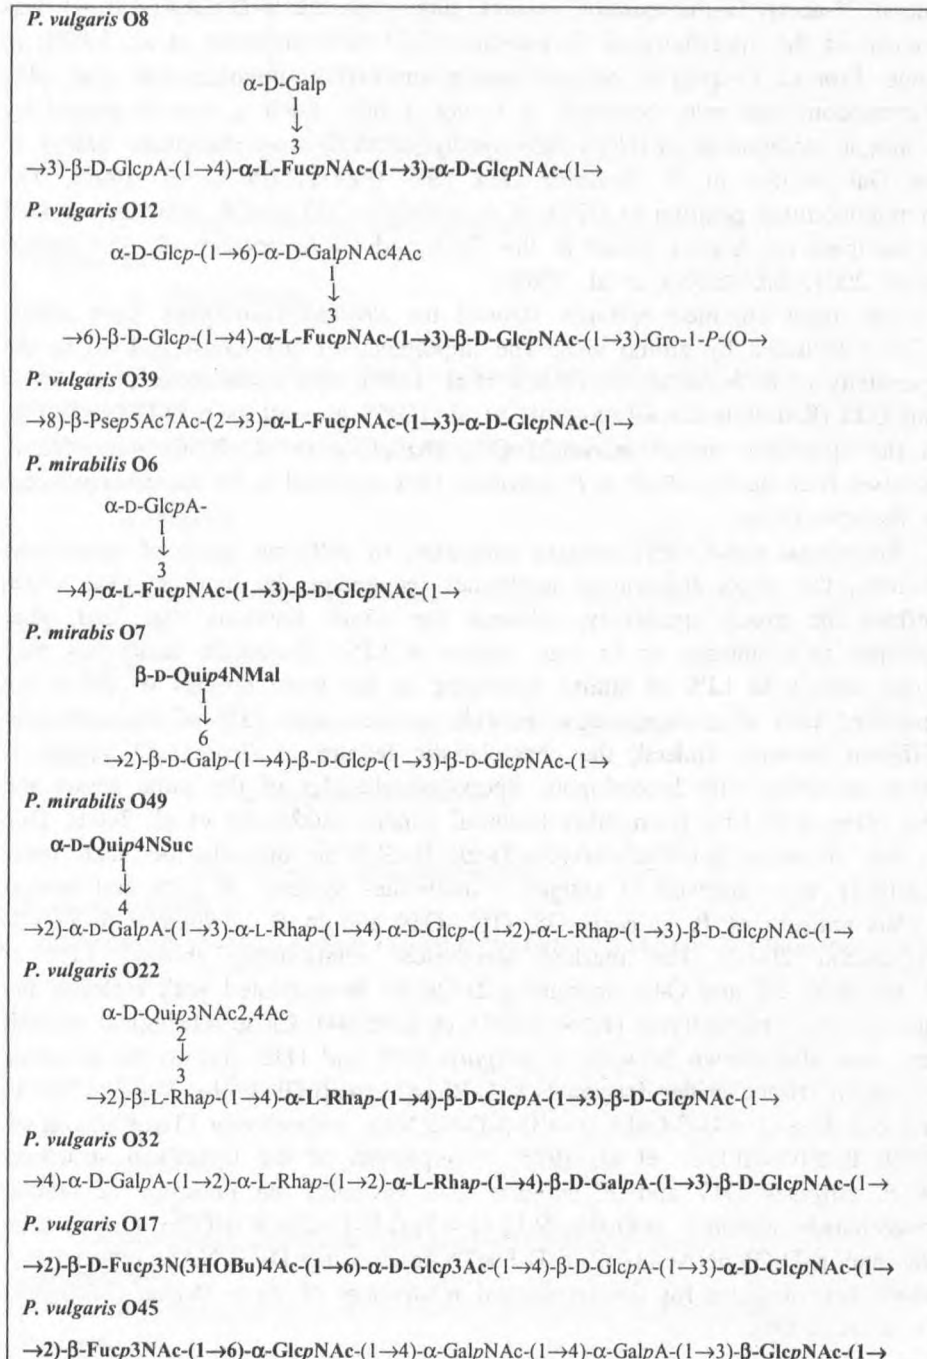 P. vulgaris O8
α-D-Galp
1
↓
3
→3)-β-D-GlcpA-(1→4)-α-L-FucpNAc-(1→3)-α-D-GlcpNAc-(1→
P. vulgaris O12
α-D-Glcp-(1→6)-α-D-GalpNAc4Ac
1
↓
3
→6)-β-D-Glcp-(1→4)-α-L-FucpNAc-(1→3)-β-D-GlcpNAc-(1→3)-Gro-1-P-(O→
P. vulgaris O39
→8)-β-Psep5Ac7Ac-(2→3)-α-L-FucpNAc-(1→3)-α-D-GlcpNAc-(1→
P. mirabilis O6
α-D-GlcpA-
1
↓
3
→4)-α-L-FucpNAc-(1→3)-β-D-GlcpNAc-(1→
P. mirabis O7
β-D-Quip4NMal
1
↓
6
→2)-β-D-Galp-(1→4)-β-D-Glcp-(1→3)-β-D-GlcpNAc-(1→
P. mirabilis O49
α-D-Quip4NSuc
1
↓
4
→2)-α-D-GalpA-(1→3)-α-L-Rhap-(1→4)-α-D-Glcp-(1→2)-α-L-Rhap-(1→3)-β-D-GlcpNAc-(1→
P. vulgaris O22
α-D-Quip3NAc2,4Ac
2
↓
3
→2)-β-L-Rhap-(1→4)-α-L-Rhap-(1→4)-β-D-GlcpA-(1→3)-β-D-GlcpNAc-(1→
P. vulgaris O32
→4)-α-D-GalpA-(1→2)-α-L-Rhap-(1→2)-α-L-Rhap-(1→4)-β-D-GalpA-(1→3)-β-D-GlcpNAc-(1→
P. vulgaris O17
→2)-β-D-Fucp3N(3HOBu)4Ac-(1→6)-α-D-Glcp3Ac-(1→4)-β-D-GlcpA-(1→3)-α-D-GlcpNAc-(1→
P. vulgaris O45
→2)-β-Fucp3NAc-(1→6)-α-GlcpNAc-(1→4)-α-GalpNAc-(1→4)-α-GalpA-(1→3)-β-GlcpNAc-(1→